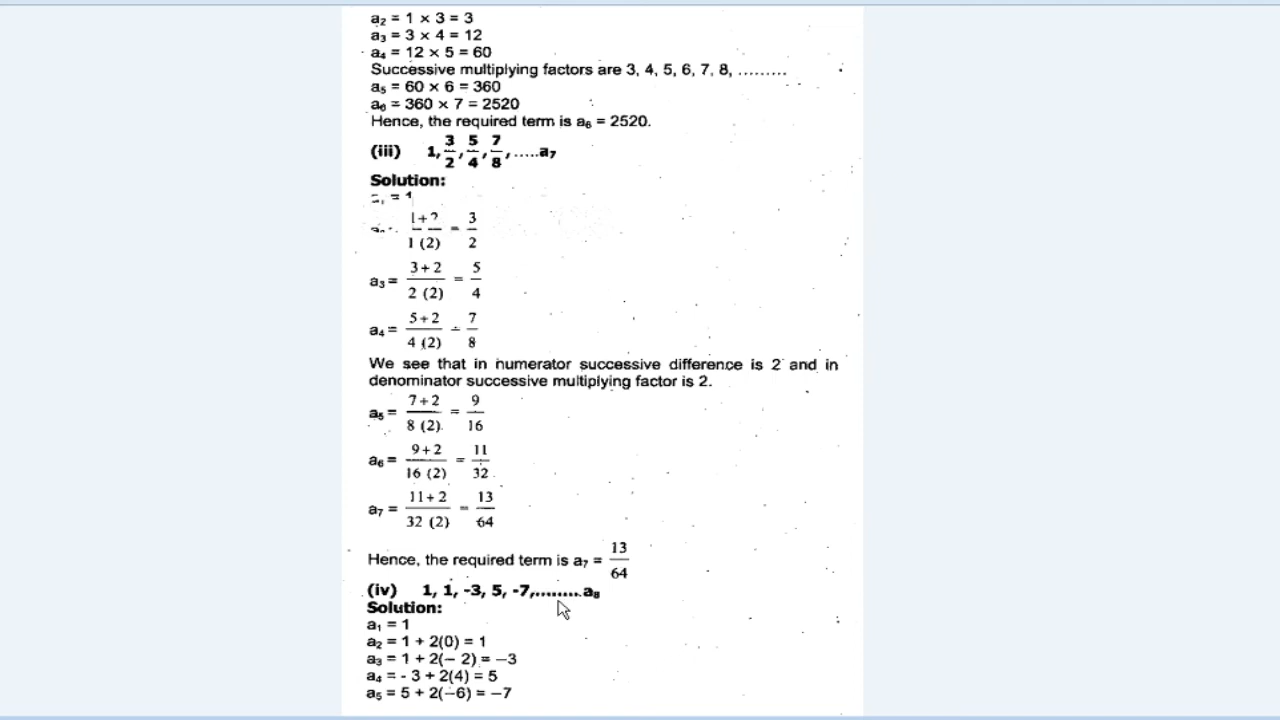 a₂ = 1 × 3 = 3
a₃ = 3 × 4 = 12
a₄ = 12 × 5 = 60
Successive multiplying factors are 3, 4, 5, 6, 7, 8, .........
a₅ = 60 × 6 = 360
a₆ = 360 × 7 = 2520
Hence, the required term is a₆ = 2520.
(iii) 1, 3/2, 5/4, 7/8, .....a₇
Solution:
= 1
1+2 / 1 (2) = 3/2
a₃ = 3+2 / 2 (2) = 5/4
a₄ = 5+2 / 4 (2) = 7/8
We see that in numerator successive difference is 2 and in
denominator successive multiplying factor is 2.
a₅ = 7+2 / 8 (2) = 9/16
a₆ = 9+2 / 16 (2) = 11/32
a₇ = 11+2 / 32 (2) = 13/64
Hence, the required term is a₇ = 13/64
(iv) 1, 1, -3, 5, -7,.........a₈
Solution:
a₁ = 1
a₂ = 1 + 2(0) = 1
a₃ = 1 + 2(– 2) = –3
a₄ = - 3 + 2(4) = 5
a₅ = 5 + 2(–6) = –7